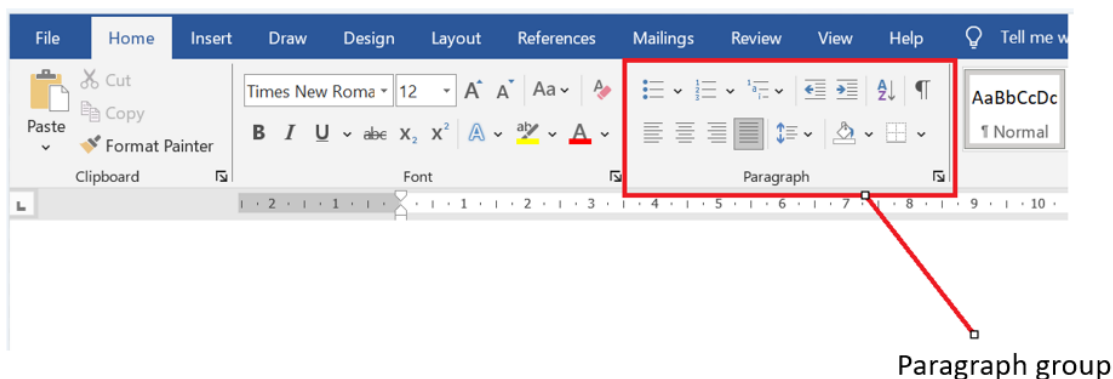 File Home Insert Draw Design Layout References Mailings Review View Help Tell me w
Cut
Copy
Format Painter
Paste
Clipboard
Times New Roma 12 A A Aa A
B I U abc X2 X2 A aby A
Font
A
Z
¶
Paragraph
AaBbCcDc
¶ Normal
L
2 1 1 2 3 4 5 6 7 8 9 10
Paragraph group